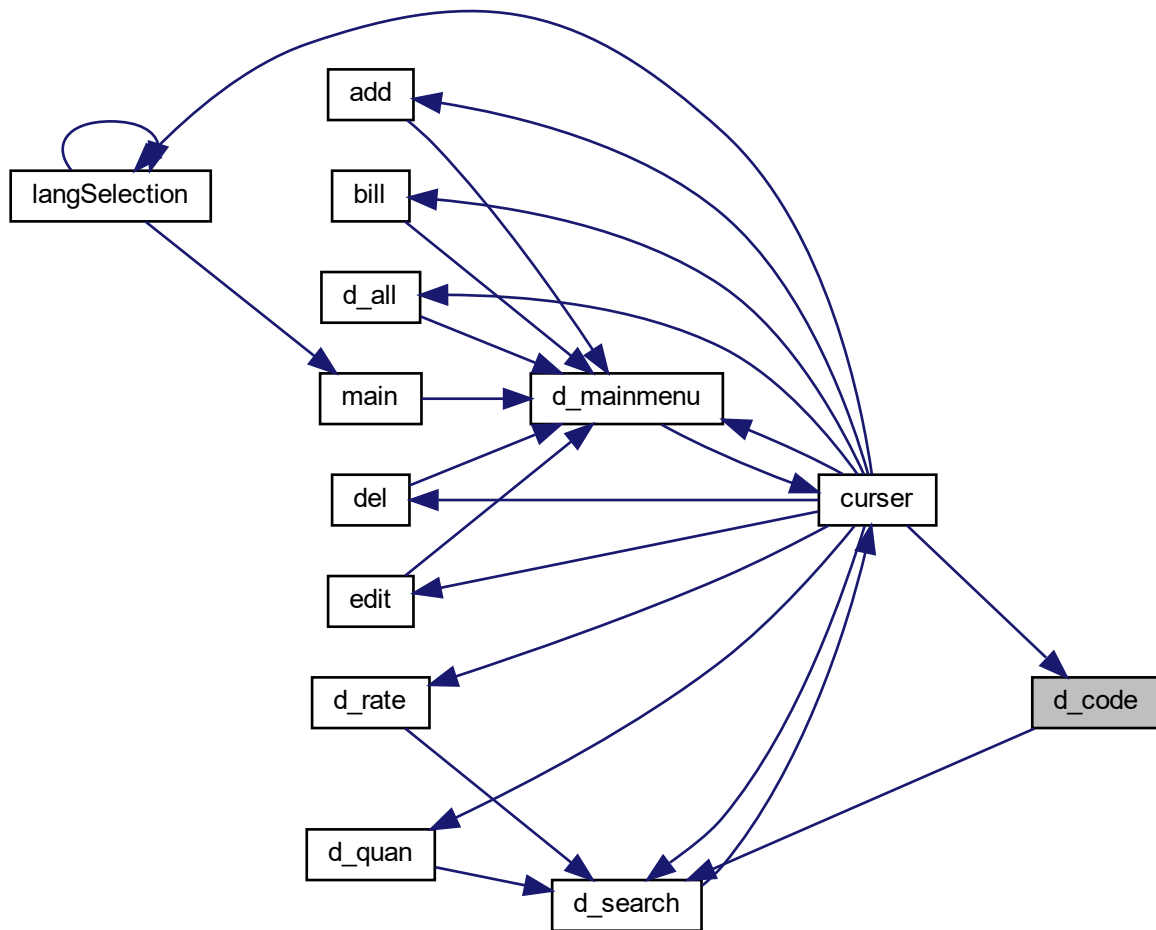 add
langSelection
bill
d_all
main
d_mainmenu
del
curser
edit
d_rate
d_code
d_quan
d_search